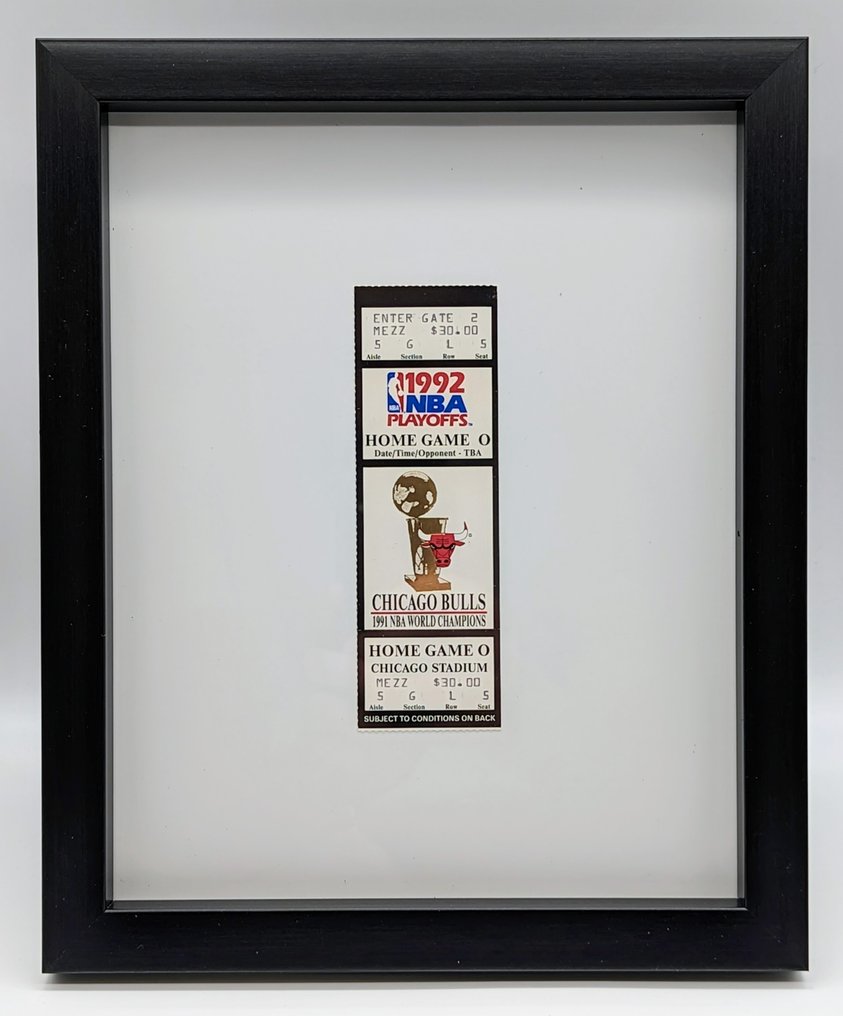 ENTER GATE 2
MEZZ $30.00
5 G L 5
Aisle Section Row Seat
1992
NBA
NBA
PLAYOFFS™
HOME GAME O
Date/Time/Opponent - TBA
®
CHICAGO BULLS
1991 NBA WORLD CHAMPIONS
HOME GAME O
CHICAGO STADIUM
MEZZ $30.00
5 G L 5
Aisle Section Row Seat
SUBJECT TO CONDITIONS ON BACK